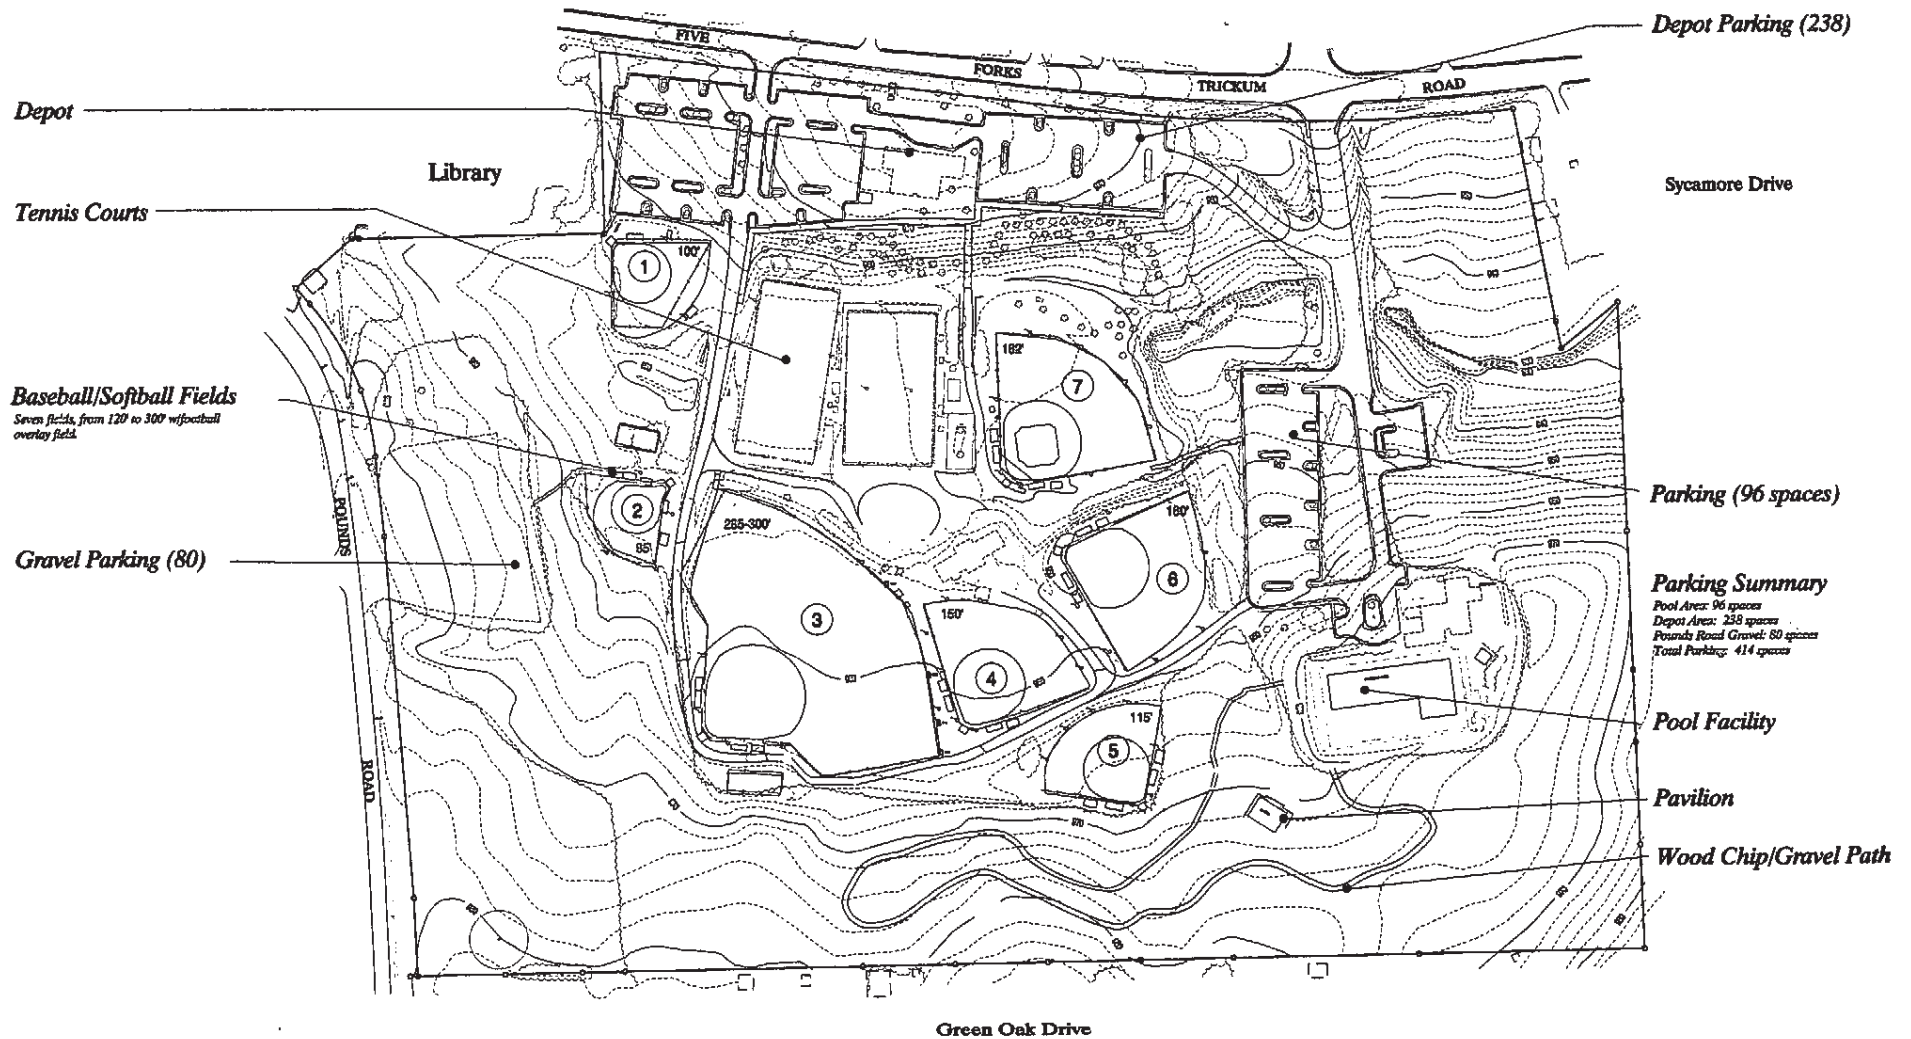 Depot Parking (238)
FIVE
FORKS
TRICKUM
ROAD
Depot
Library
Sycamore Drive
Tennis Courts
100'
1
182'
7
Baseball/Softball Fields
Seven fields, from 120' to 300' w/football
overlay field.
Parking (96 spaces)
2
85'
285-300'
180'
POUNDS
Gravel Parking (80)
6
Parking Summary
Pool Area: 96 spaces
Depot Area: 238 spaces
Pounds Road Gravel: 80 spaces
Total Parking: 414 spaces
3
150'
4
115'
5
Pool Facility
ROAD
Pavilion
970
Wood Chip/Gravel Path
Green Oak Drive